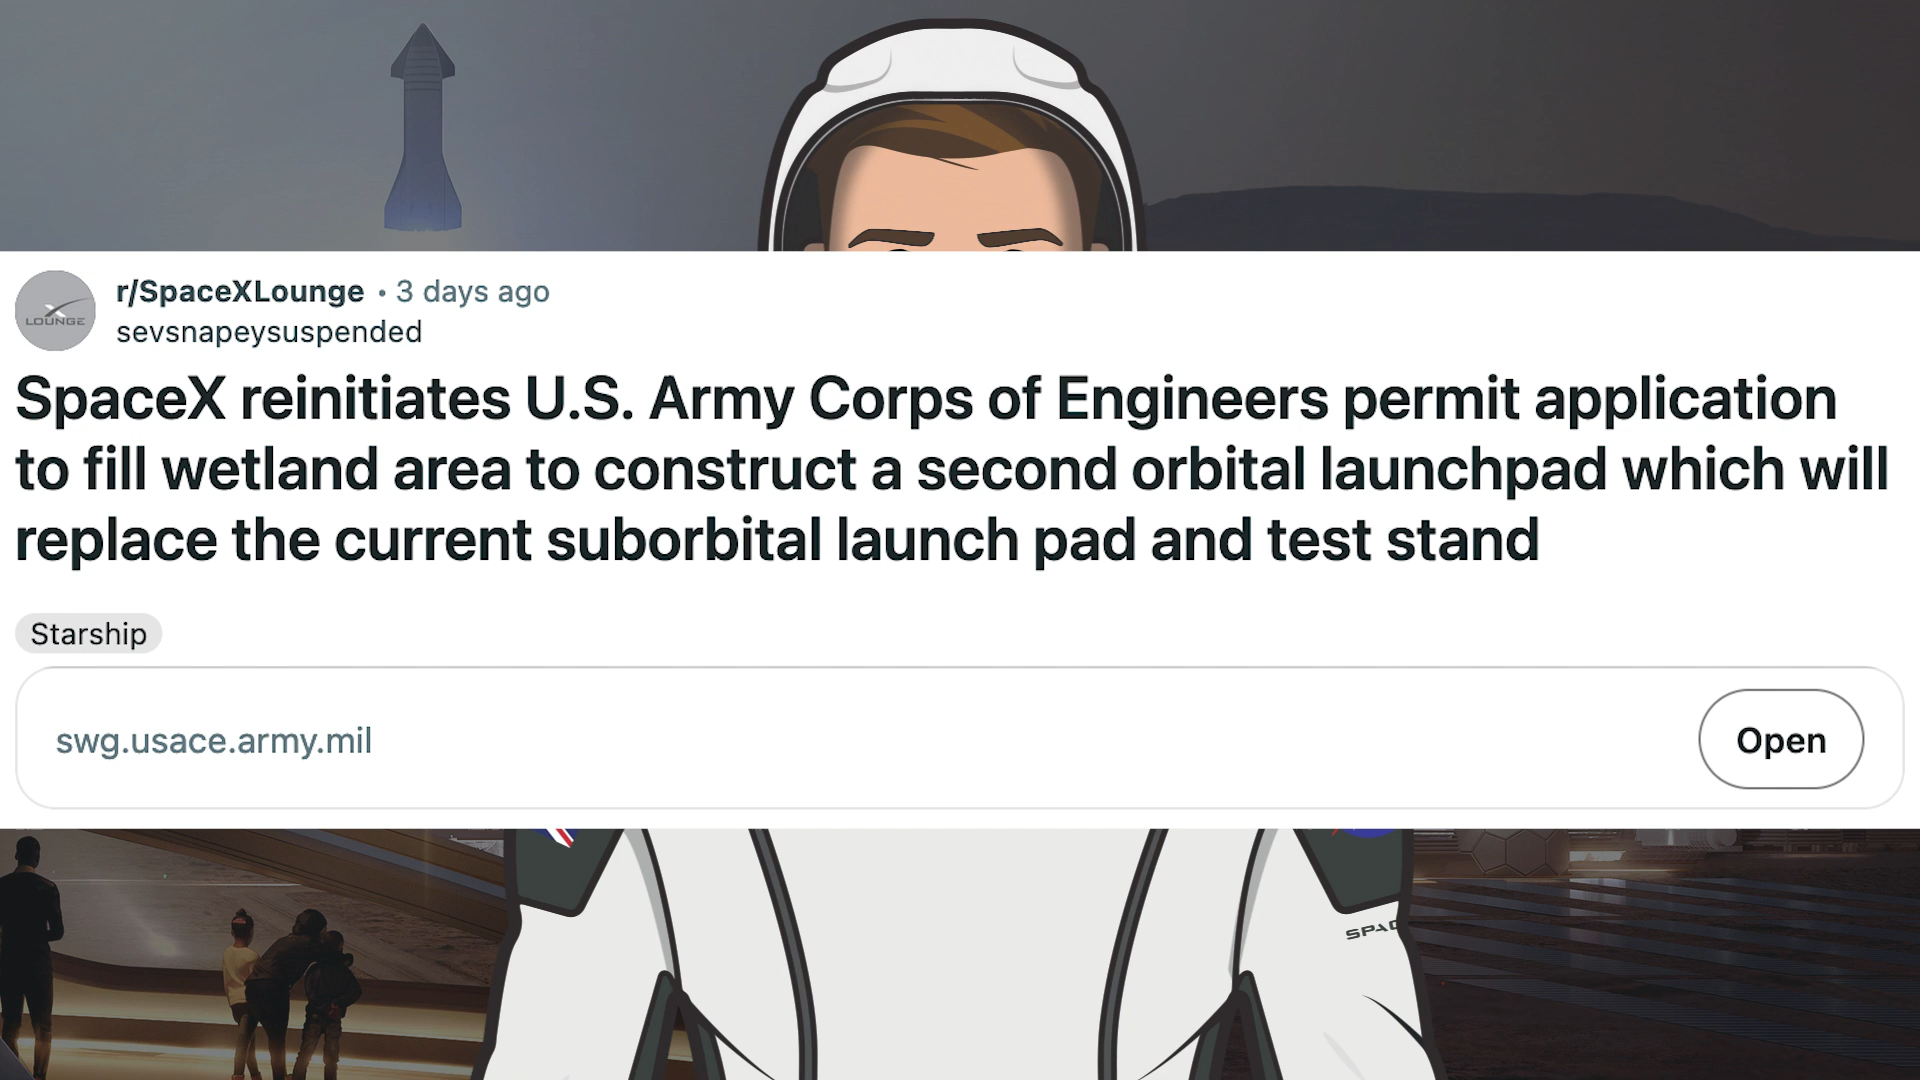 r/SpaceXLounge • 3 days ago
LOUNGE
sevsnapeysuspended
SpaceX reinitiates U.S. Army Corps of Engineers permit application
to fill wetland area to construct a second orbital launchpad which will
replace the current suborbital launch pad and test stand
Starship
swg.usace.army.mil
Open
SPAC